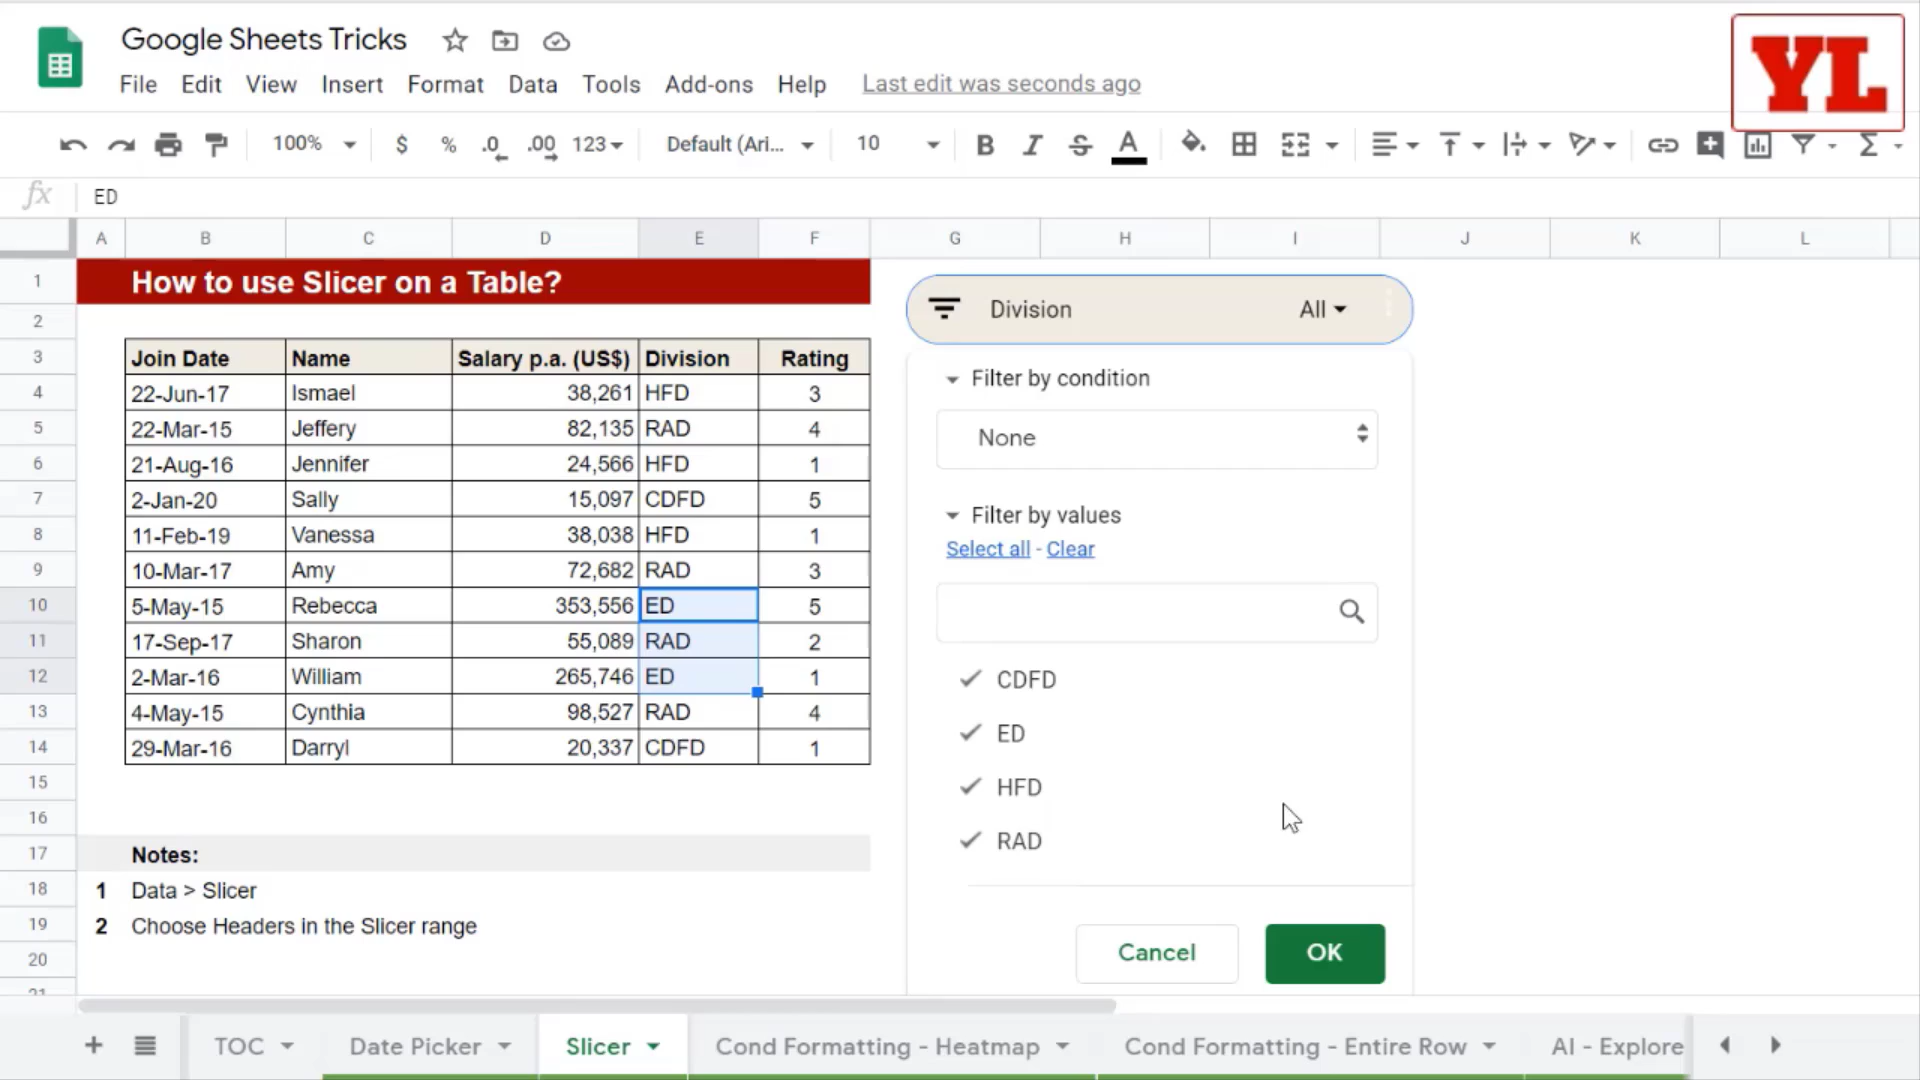 Google Sheets Tricks
YL
File Edit View Insert Format Data Tools Add-ons Help Last edit was seconds ago
100% $ % .0 .00 123 Default (Ari... 10 B I S A Σ
fx ED
A B C D E F G H I J K L
1 How to use Slicer on a Table?
Division All
2
3 Join Date Name Salary p.a. (US$) Division Rating
4 22-Jun-17 Ismael 38,261 HFD 3
5 22-Mar-15 Jeffery 82,135 RAD 4
6 21-Aug-16 Jennifer 24,566 HFD 1
7 2-Jan-20 Sally 15,097 CDFD 5
8 11-Feb-19 Vanessa 38,038 HFD 1
9 10-Mar-17 Amy 72,682 RAD 3
10 5-May-15 Rebecca 353,556 ED 5
11 17-Sep-17 Sharon 55,089 RAD 2
12 2-Mar-16 William 265,746 ED 1
13 4-May-15 Cynthia 98,527 RAD 4
14 29-Mar-16 Darryl 20,337 CDFD 1
15
16
17 Notes:
18 1 Data > Slicer
19 2 Choose Headers in the Slicer range
20
21
Filter by condition
None
Filter by values
Select all - Clear
CDFD
ED
HFD
RAD
Cancel OK
+ TOC Date Picker Slicer Cond Formatting - Heatmap Cond Formatting - Entire Row AI - Explore